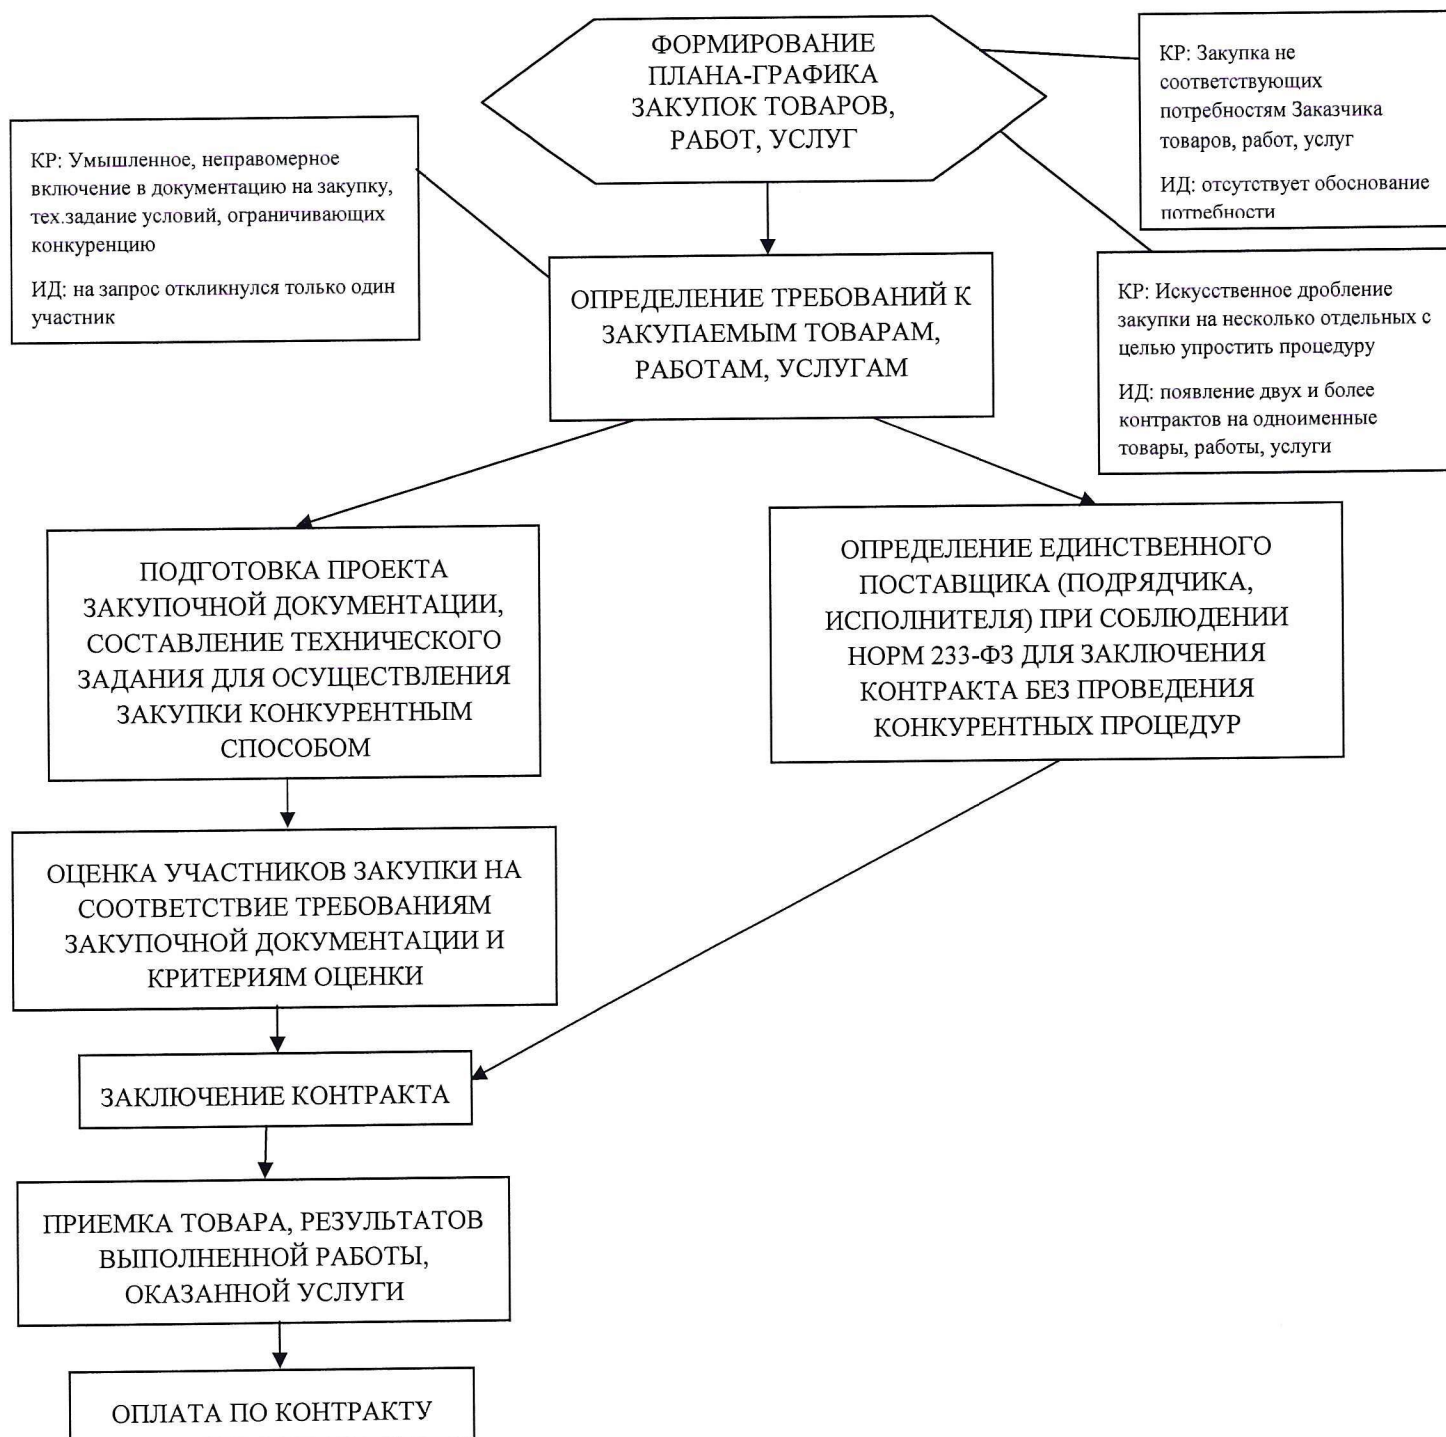 ФОРМИРОВАНИЕ
ПЛАНА-ГРАФИКА
ЗАКУПОК ТОВАРОВ,
РАБОТ, УСЛУГ
КР: Закупка не
соответствующих
потребностям Заказчика
товаров, работ, услуг
ИД: отсутствует обоснование
потребности
КР: Умышленное, неправомерное
включение в документацию на закупку,
тех.задание условий, ограничивающих
конкуренцию
ИД: на запрос откликнулся только один
участник
ОПРЕДЕЛЕНИЕ ТРЕБОВАНИЙ К
ЗАКУПАЕМЫМ ТОВАРАМ,
РАБОТАМ, УСЛУГАМ
КР: Искусственное дробление
закупки на несколько отдельных с
целью упростить процедуру
ИД: появление двух и более
контрактов на одноименные
товары, работы, услуги
ПОДГОТОВКА ПРОЕКТА
ЗАКУПОЧНОЙ ДОКУМЕНТАЦИИ,
СОСТАВЛЕНИЕ ТЕХНИЧЕСКОГО
ЗАДАНИЯ ДЛЯ ОСУЩЕСТВЛЕНИЯ
ЗАКУПКИ КОНКУРЕНТНЫМ
СПОСОБОМ
ОПРЕДЕЛЕНИЕ ЕДИНСТВЕННОГО
ПОСТАВЩИКА (ПОДРЯДЧИКА,
ИСПОЛНИТЕЛЯ) ПРИ СОБЛЮДЕНИИ
НОРМ 233-ФЗ ДЛЯ ЗАКЛЮЧЕНИЯ
КОНТРАКТА БЕЗ ПРОВЕДЕНИЯ
КОНКУРЕНТНЫХ ПРОЦЕДУР
ОЦЕНКА УЧАСТНИКОВ ЗАКУПКИ НА
СООТВЕТСТВИЕ ТРЕБОВАНИЯМ
ЗАКУПОЧНОЙ ДОКУМЕНТАЦИИ И
КРИТЕРИЯМ ОЦЕНКИ
ЗАКЛЮЧЕНИЕ КОНТРАКТА
ПРИЕМКА ТОВАРА, РЕЗУЛЬТАТОВ
ВЫПОЛНЕННОЙ РАБОТЫ,
ОКАЗАННОЙ УСЛУГИ
ОПЛАТА ПО КОНТРАКТУ